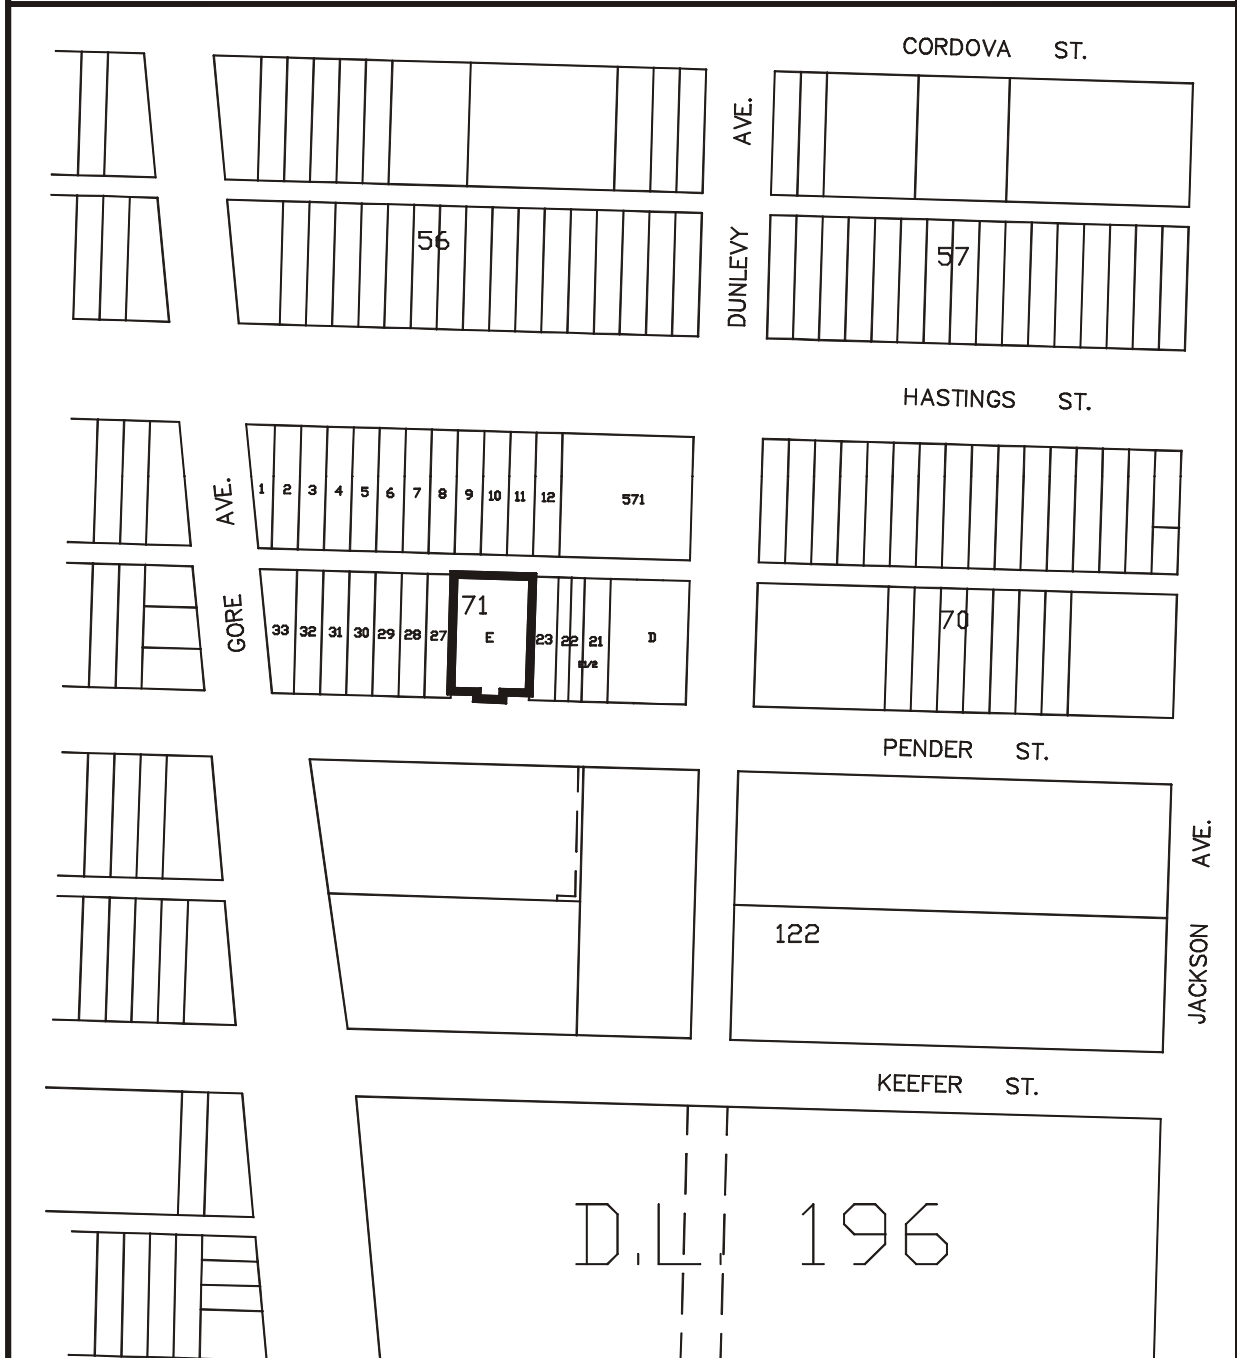 CORDOVA ST.
AVE.
56
57
DUNLEVY
HASTINGS ST.
AVE.
1 2 3 4 5 6 7 8 9 10 11 12 571
GORE
71
70
33 32 31 30 29 28 27 E 23 22 21 D
PENDER ST.
AVE.
122
JACKSON
KEEFER ST.
D.L. 196